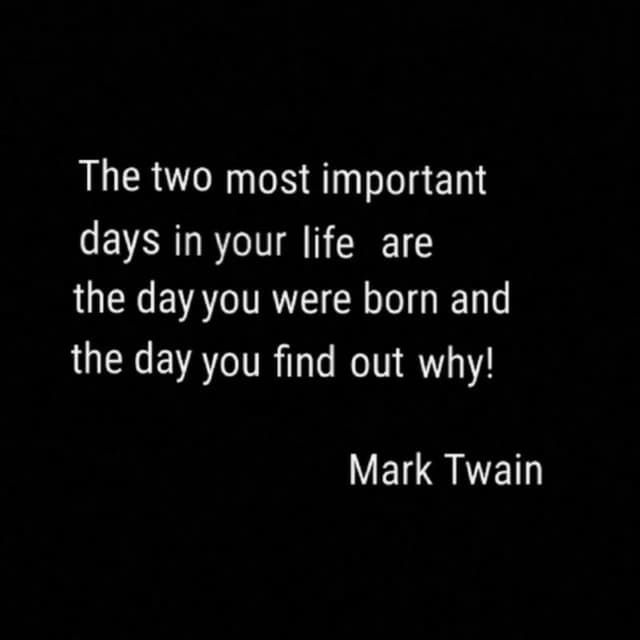 The two most important
days in your life are
the day you were born and
the day you find out why!
Mark Twain